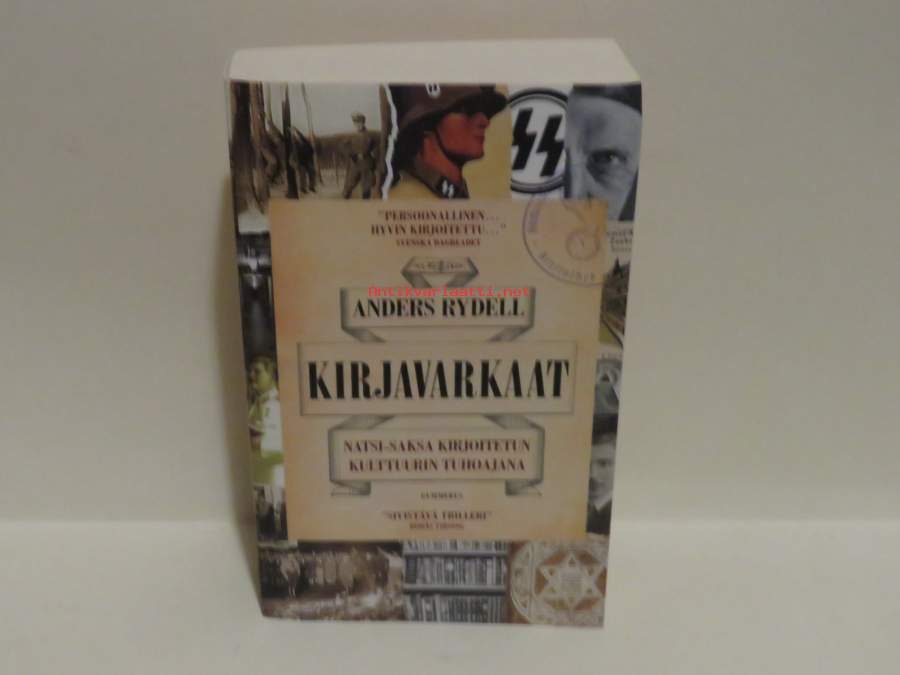 "PERSOONALLINEN...
HYVIN KIRJOITETTU..."
SVENSKA DAGBLADET
Antikvariaatti.net
ANDERS RYDELL
KIRJAVARKAAT
NATSI-SAKSA KIRJOITETUN
KULTTUURIN TUHOAJANA
GUMMERUS
"SIVISTÄVÄ TRILLERI"